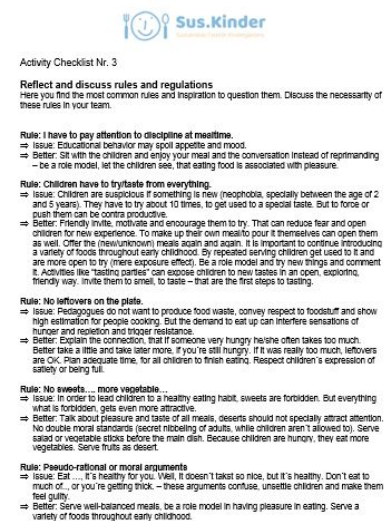 Sus.Kinder
Sustainable Food in Kindergartens
Activity Checklist Nr. 3
Reflect and discuss rules and regulations
Here you find the most common rules and inspiration to question them. Discuss the necessarity of
these rules in your team.
Rule: I have to pay attention to discipline at mealtime.
⇒ Issue: Educational behavior may spoil appetite and mood.
⇒ Better: Sit with the children and enjoy your meal and the conversation instead of reprimanding
– be a role model, let the children see, that eating food is associated with pleasure.
Rule: Children have to try/taste from everything.
⇒ Issue: Children are suspicious if something is new (neophobia, specially between the age of 2
and 5 years). They have to try about 10 times, to get used to a special taste. But to force or
push them can be contra productive.
⇒ Better: Friendly invite, motivate and encourage them to try. That can reduce fear and open
children for new experience. To make up their own meal/to pour it themselves can open them
as well. Offer the (new/unknown) meals again and again. It is important to continue introducing
a variety of foods throughout early childhood. By repeated serving children get used to it and
are more open to try (mere exposure effect). Be a role model and try new things and comment
it. Activities like "tasting parties" can expose children to new tastes in an open, exploring,
friendly way. Invite them to smell, to taste – that are the first steps to tasting.
Rule: No leftovers on the plate.
⇒ Issue: Pedagogues do not want to produce food waste, convey respect to foodstuff and show
high estimation for people cooking. But the demand to eat up can interfere sensations of
hunger and repletion and trigger resistance.
⇒ Better: Explain the connection, that if someone very hungry he/she often takes too much.
Better take a little and take later more, if you´re still hungry. If it was really too much, leftovers
are OK. Plan adequate time, for all children to finish eating. Respect children´s expression of
satiety or being full.
Rule: No sweets…. more vegetable…
⇒ Issue: In order to lead children to a healthy eating habit, sweets are forbidden. But everything
what is forbidden, gets even more attractive.
⇒ Better: Talk about pleasure and taste of all meals, deserts should not specially attract attention.
No double moral standards (secret nibbeling of adults, while children aren´t allowed to). Serve
salad or vegetable sticks before the main dish. Because children are hungry, they eat more
vegetables. Serve fruits as desert.
Rule: Pseudo-rational or moral arguments
⇒ Issue: Eat …., it´s healthy for you. Well, it doesn´t takst so nice, but it´s healthy. Don´t eat to
much of.., or you´re getting thick. – these arguments confuse, unsettle children and make them
feel guilty.
⇒ Better: Serve well-balanced meals, be a role model in having pleasure in eating. Serve a
variety of foods throughout early childhood.